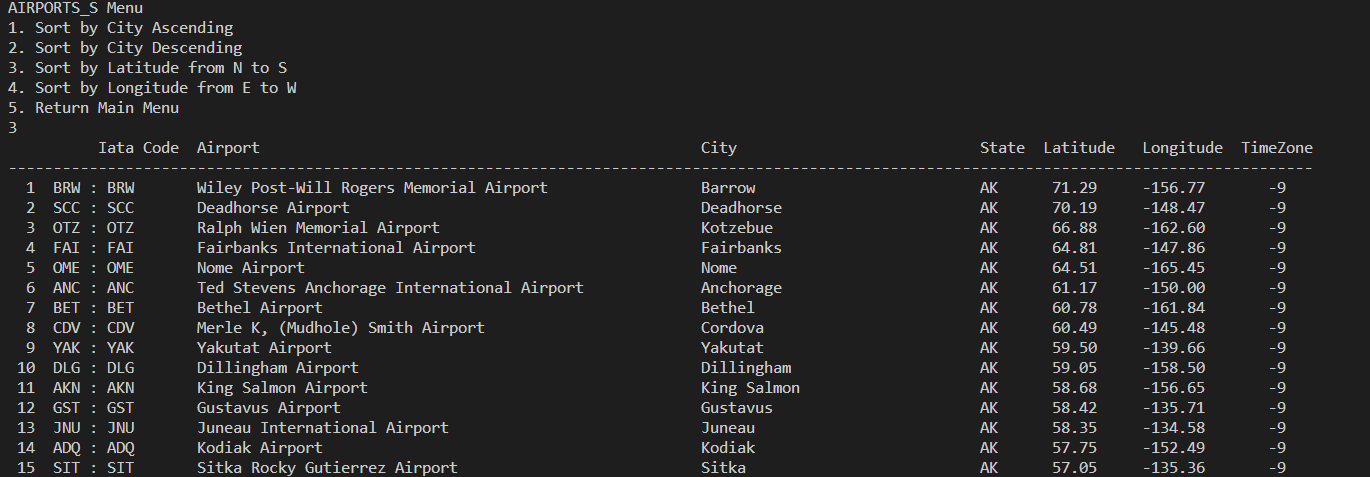 AIRPORTS_S Menu
1. Sort by City Ascending
2. Sort by City Descending
3. Sort by Latitude from N to S
4. Sort by Longitude from E to W
5. Return Main Menu
3
Iata Code  Airport  City  State  Latitude  Longitude  TimeZone
-------------------------------------------------------------------------------------------------------------------------------------------------
1  BRW : BRW  Wiley Post-Will Rogers Memorial Airport  Barrow  AK  71.29  -156.77  -9
2  SCC : SCC  Deadhorse Airport  Deadhorse  AK  70.19  -148.47  -9
3  OTZ : OTZ  Ralph Wien Memorial Airport  Kotzebue  AK  66.88  -162.60  -9
4  FAI : FAI  Fairbanks International Airport  Fairbanks  AK  64.81  -147.86  -9
5  OME : OME  Nome Airport  Nome  AK  64.51  -165.45  -9
6  ANC : ANC  Ted Stevens Anchorage International Airport  Anchorage  AK  61.17  -150.00  -9
7  BET : BET  Bethel Airport  Bethel  AK  60.78  -161.84  -9
8  CDV : CDV  Merle K, (Mudhole) Smith Airport  Cordova  AK  60.49  -145.48  -9
9  YAK : YAK  Yakutat Airport  Yakutat  AK  59.50  -139.66  -9
10  DLG : DLG  Dillingham Airport  Dillingham  AK  59.05  -158.50  -9
11  AKN : AKN  King Salmon Airport  King Salmon  AK  58.68  -156.65  -9
12  GST : GST  Gustavus Airport  Gustavus  AK  58.42  -135.71  -9
13  JNU : JNU  Juneau International Airport  Juneau  AK  58.35  -134.58  -9
14  ADQ : ADQ  Kodiak Airport  Kodiak  AK  57.75  -152.49  -9
15  SIT : SIT  Sitka Rocky Gutierrez Airport  Sitka  AK  57.05  -135.36  -9